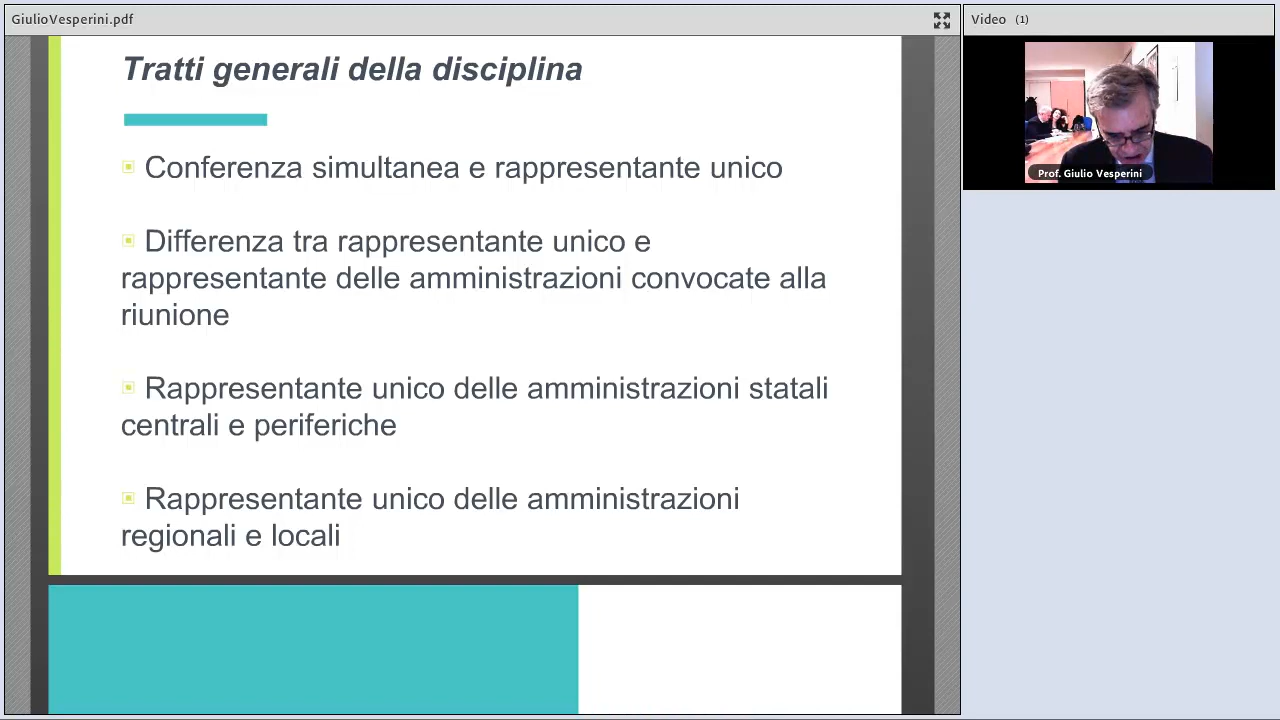 GiulioVesperini.pdf
Video (1)
Tratti generali della disciplina
Conferenza simultanea e rappresentante unico
Differenza tra rappresentante unico e
rappresentante delle amministrazioni convocate alla
riunione
Rappresentante unico delle amministrazioni statali
centrali e periferiche
Rappresentante unico delle amministrazioni
regionali e locali
Prof. Giulio Vesperini